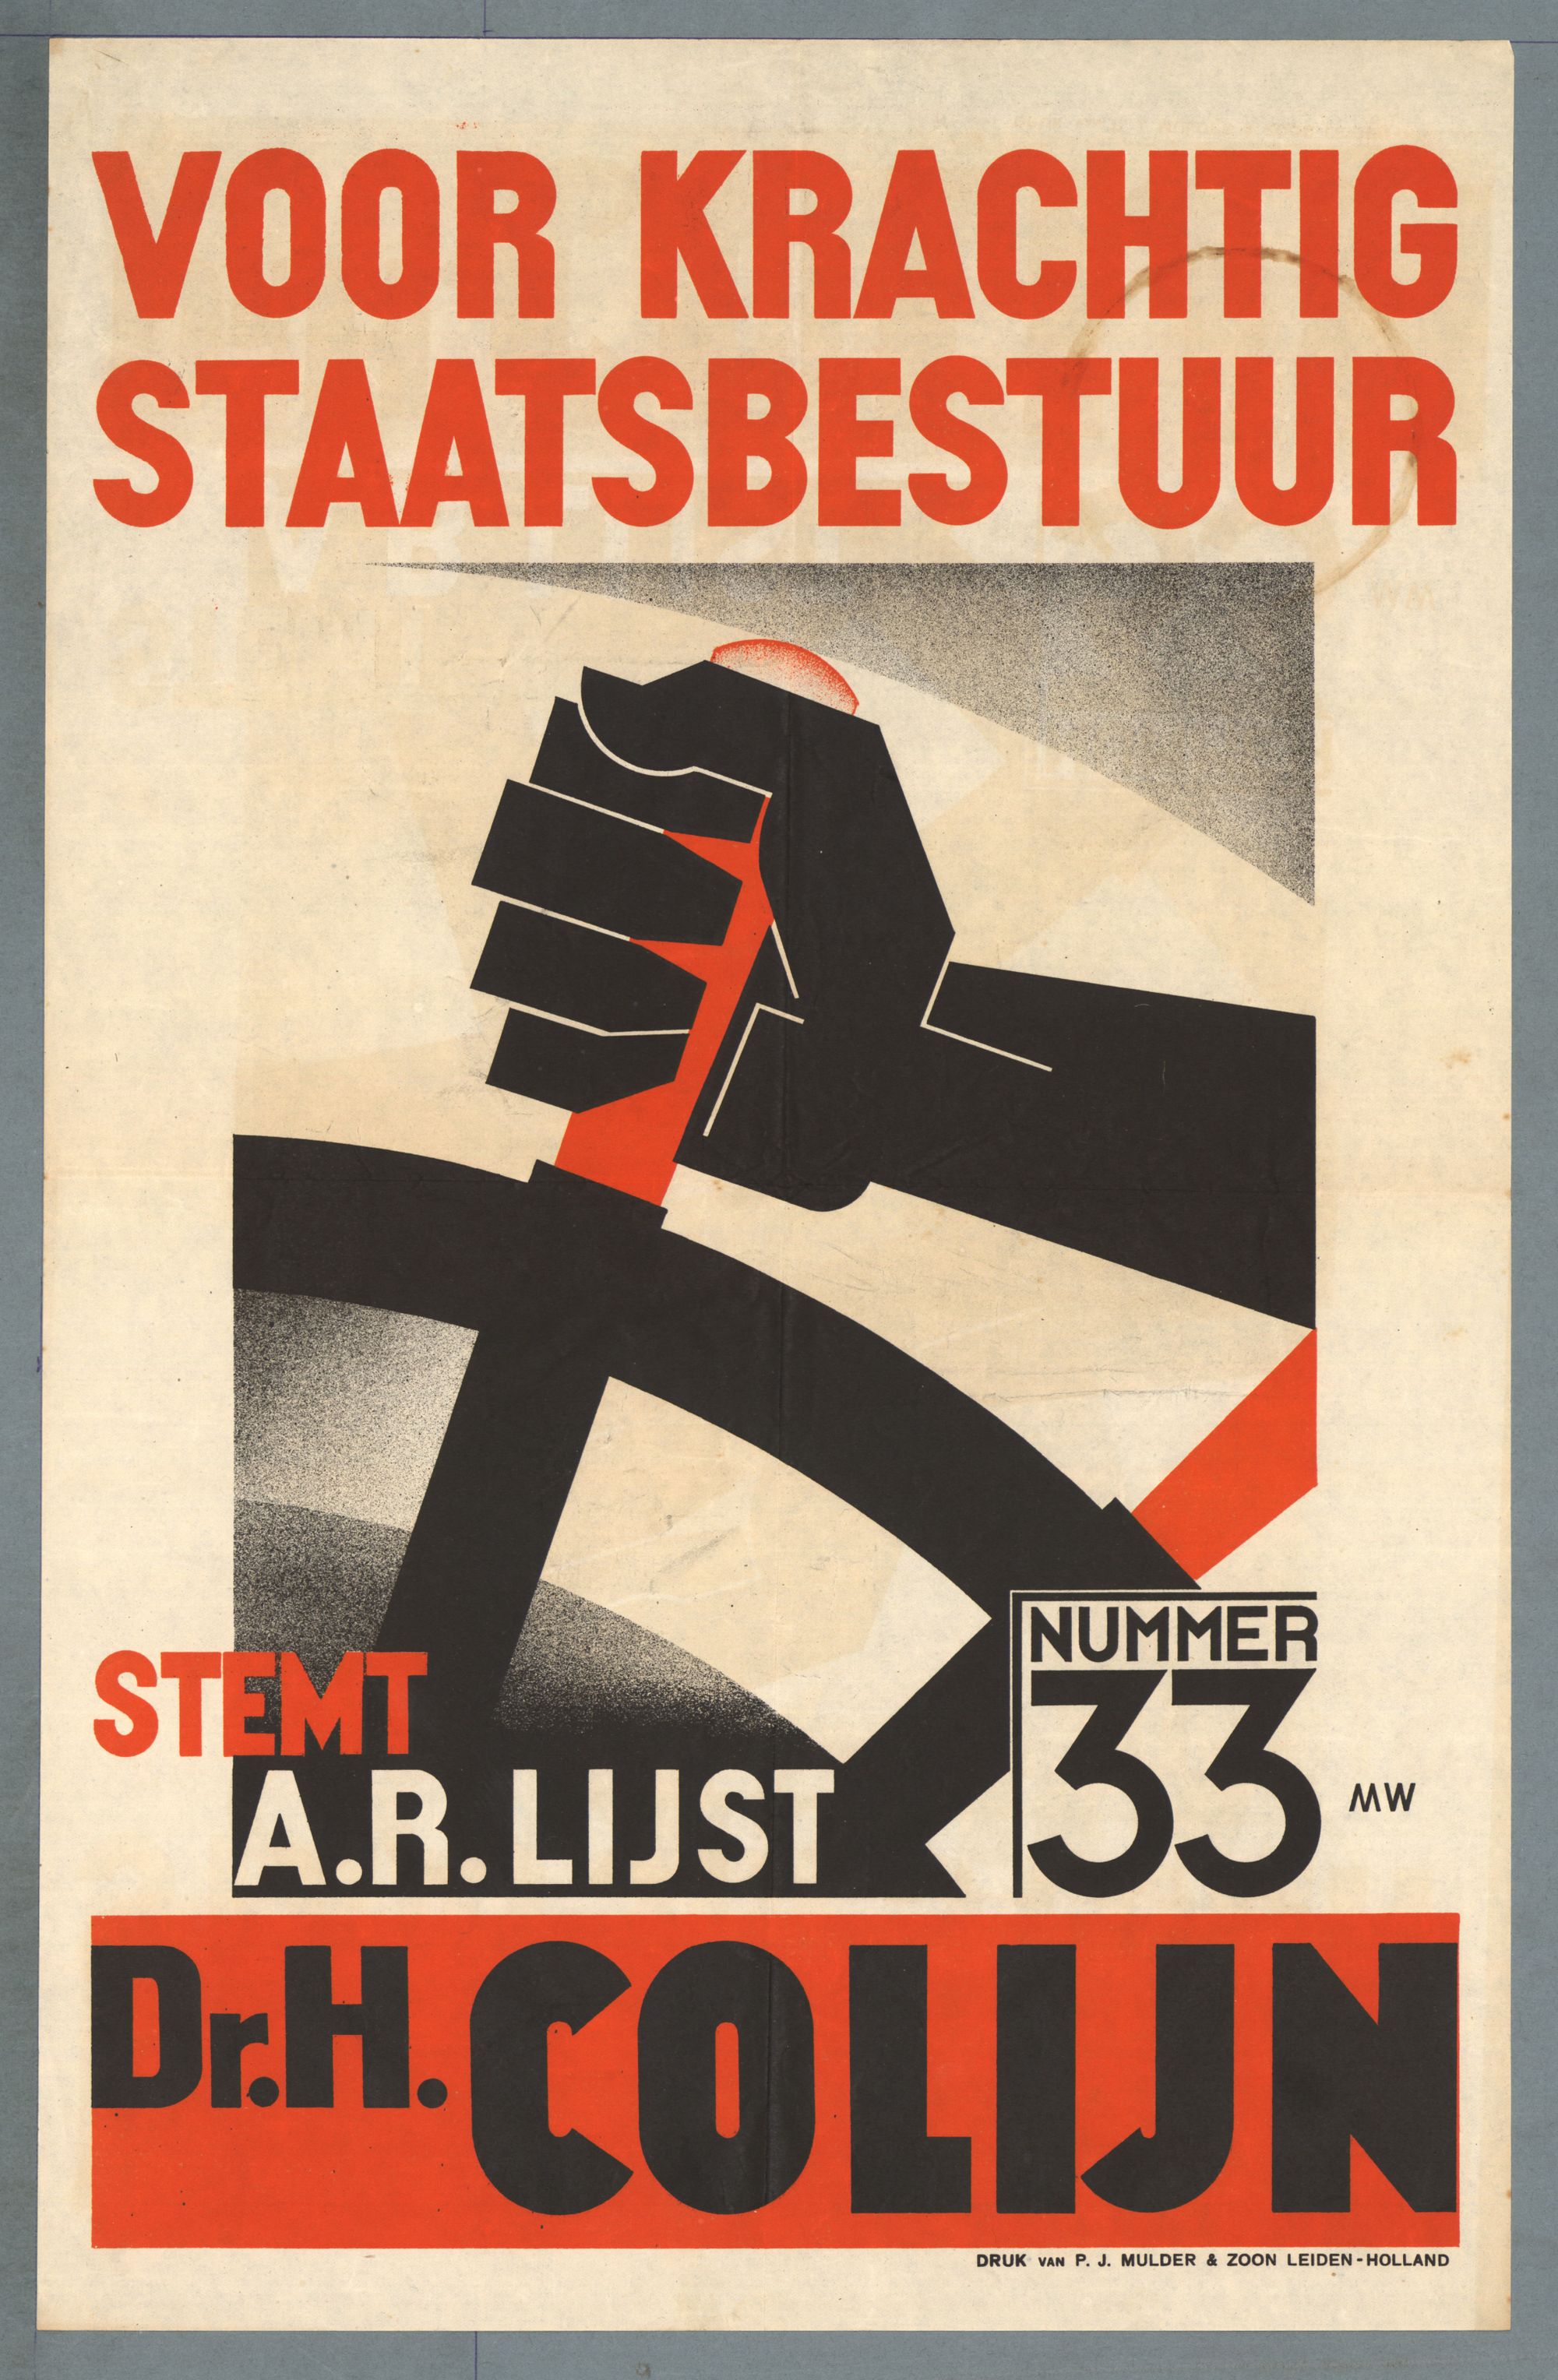 VOOR KRACHTIG
STAATSBESTUUR
STEMT
A.R. LIJST
NUMMER
33
MW
Dr. H. COLIJN
DRUK VAN P. J. MULDER & ZOON LEIDEN-HOLLAND